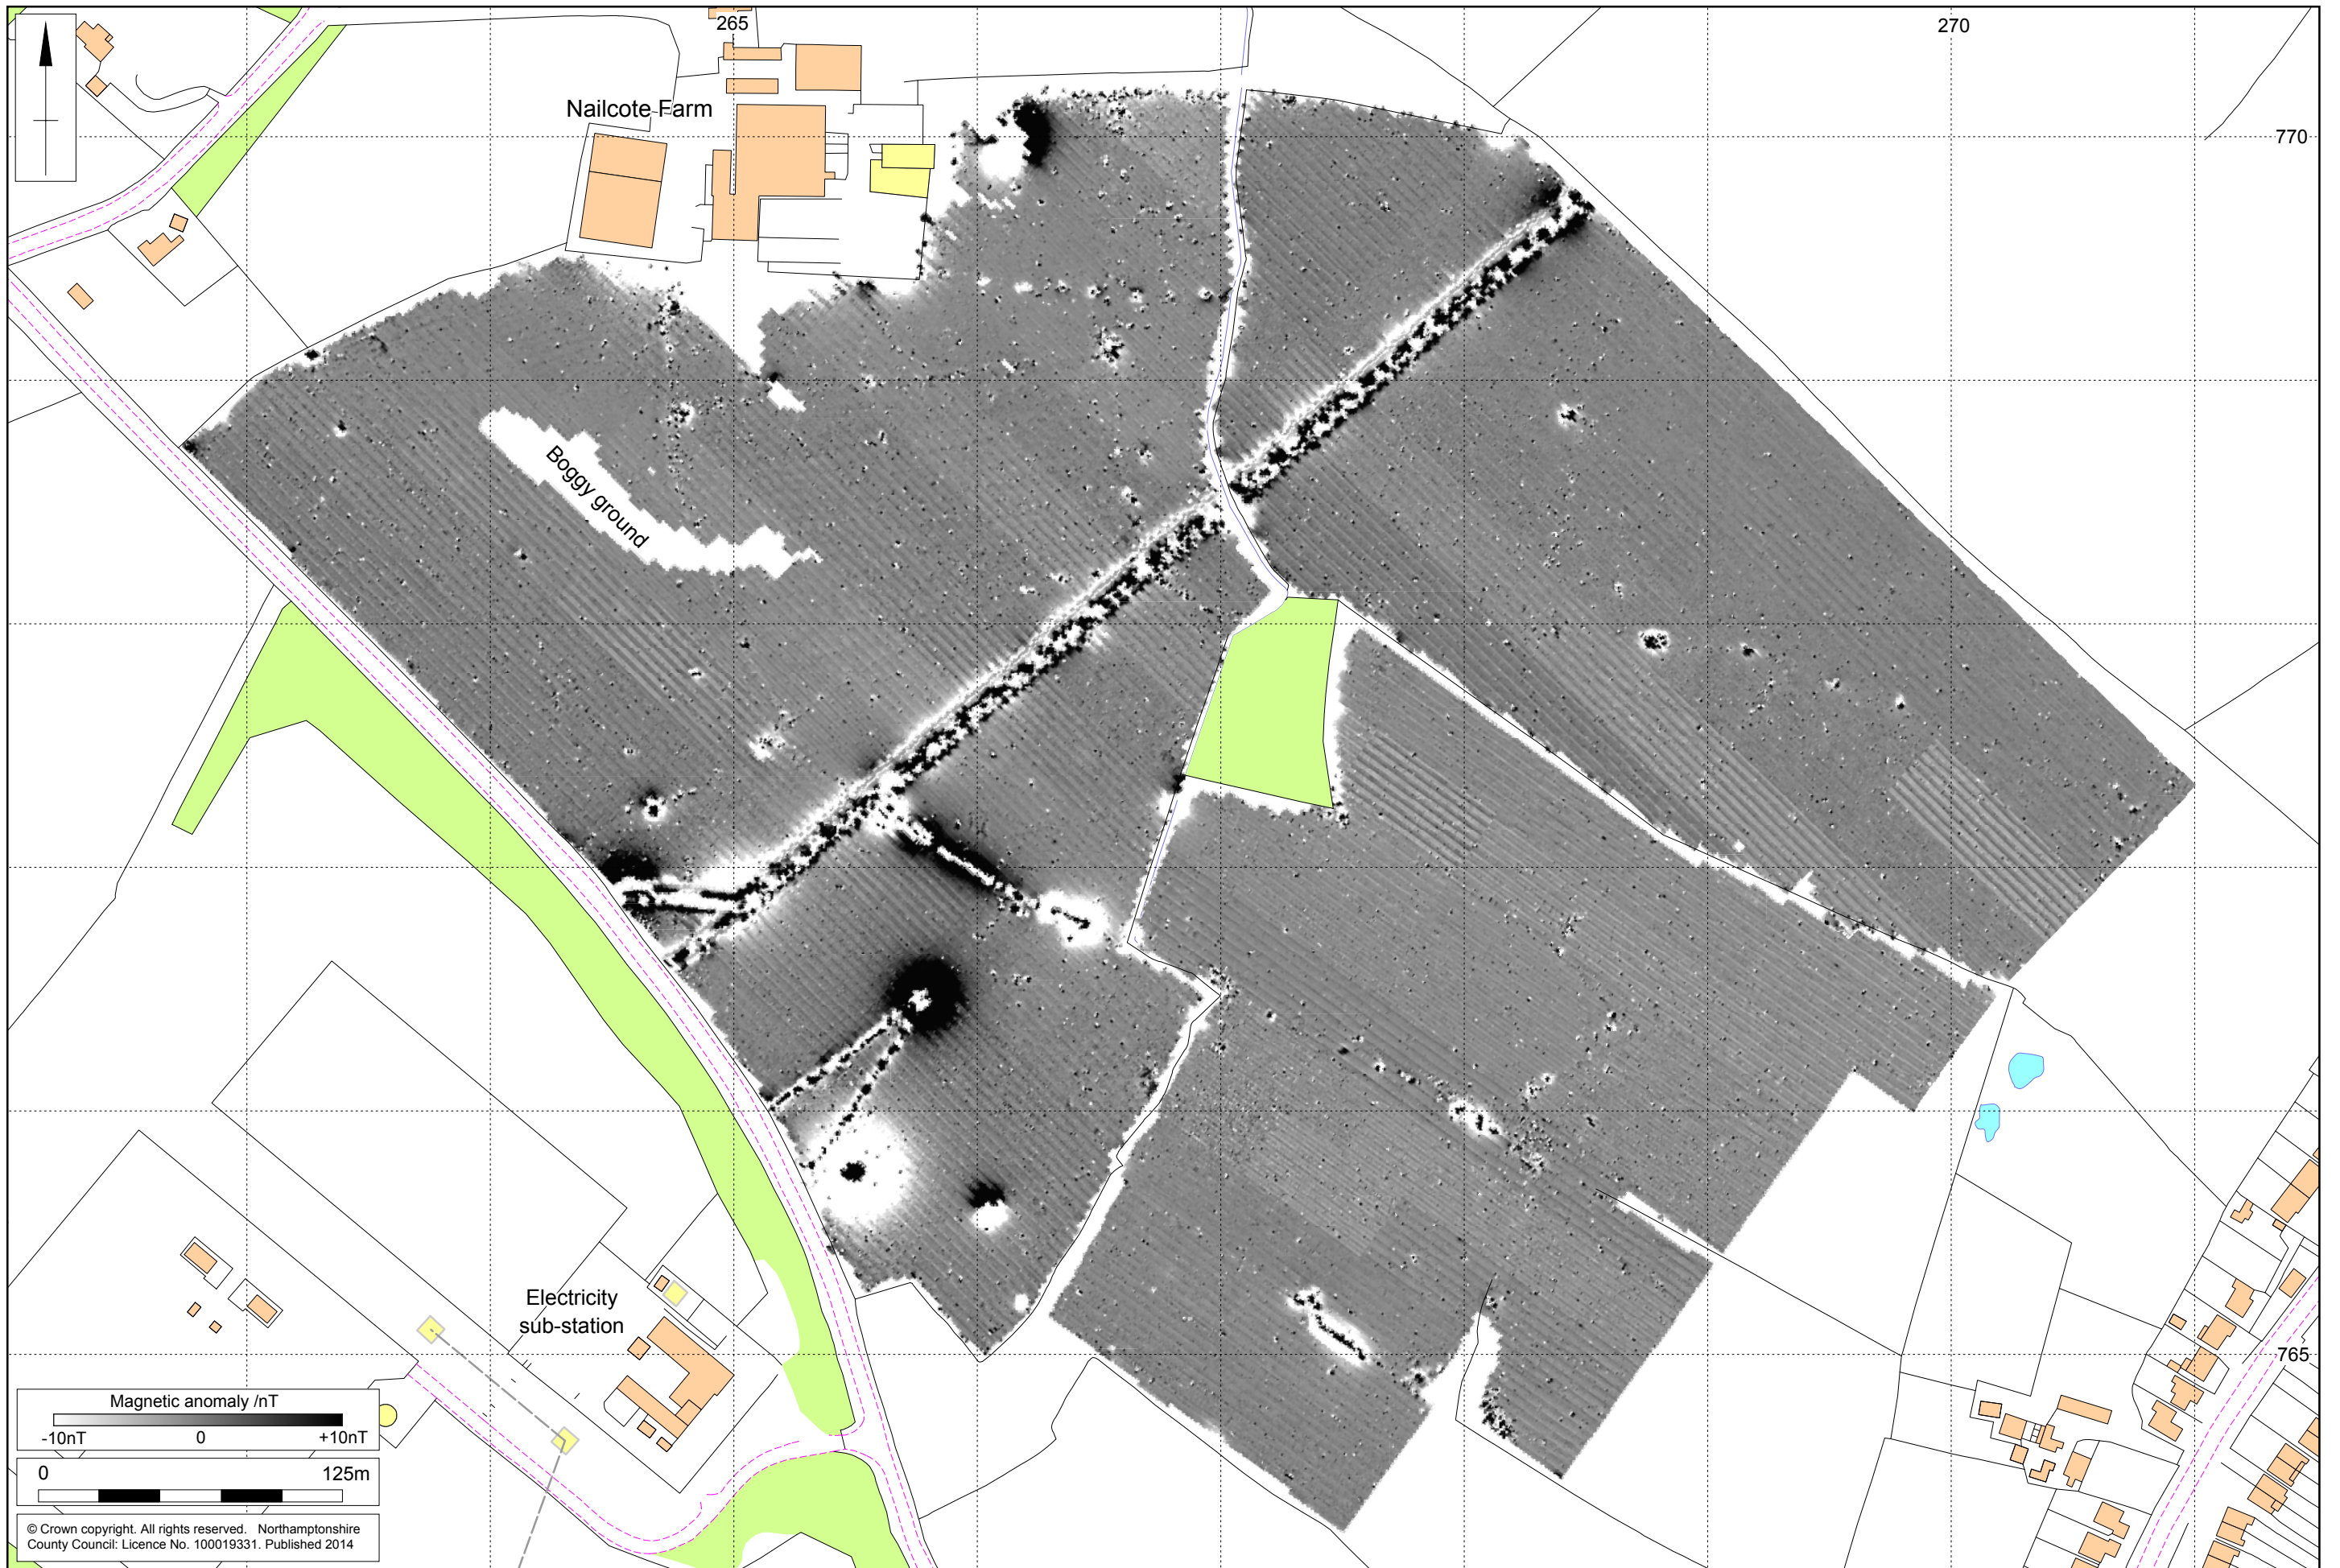 265
270
Nailcote Farm
770
Boggy ground
Electricity
sub-station
765
Magnetic anomaly /nT
-10nT 0 +10nT
0 125m
© Crown copyright. All rights reserved. Northamptonshire
County Council: Licence No. 100019331. Published 2014